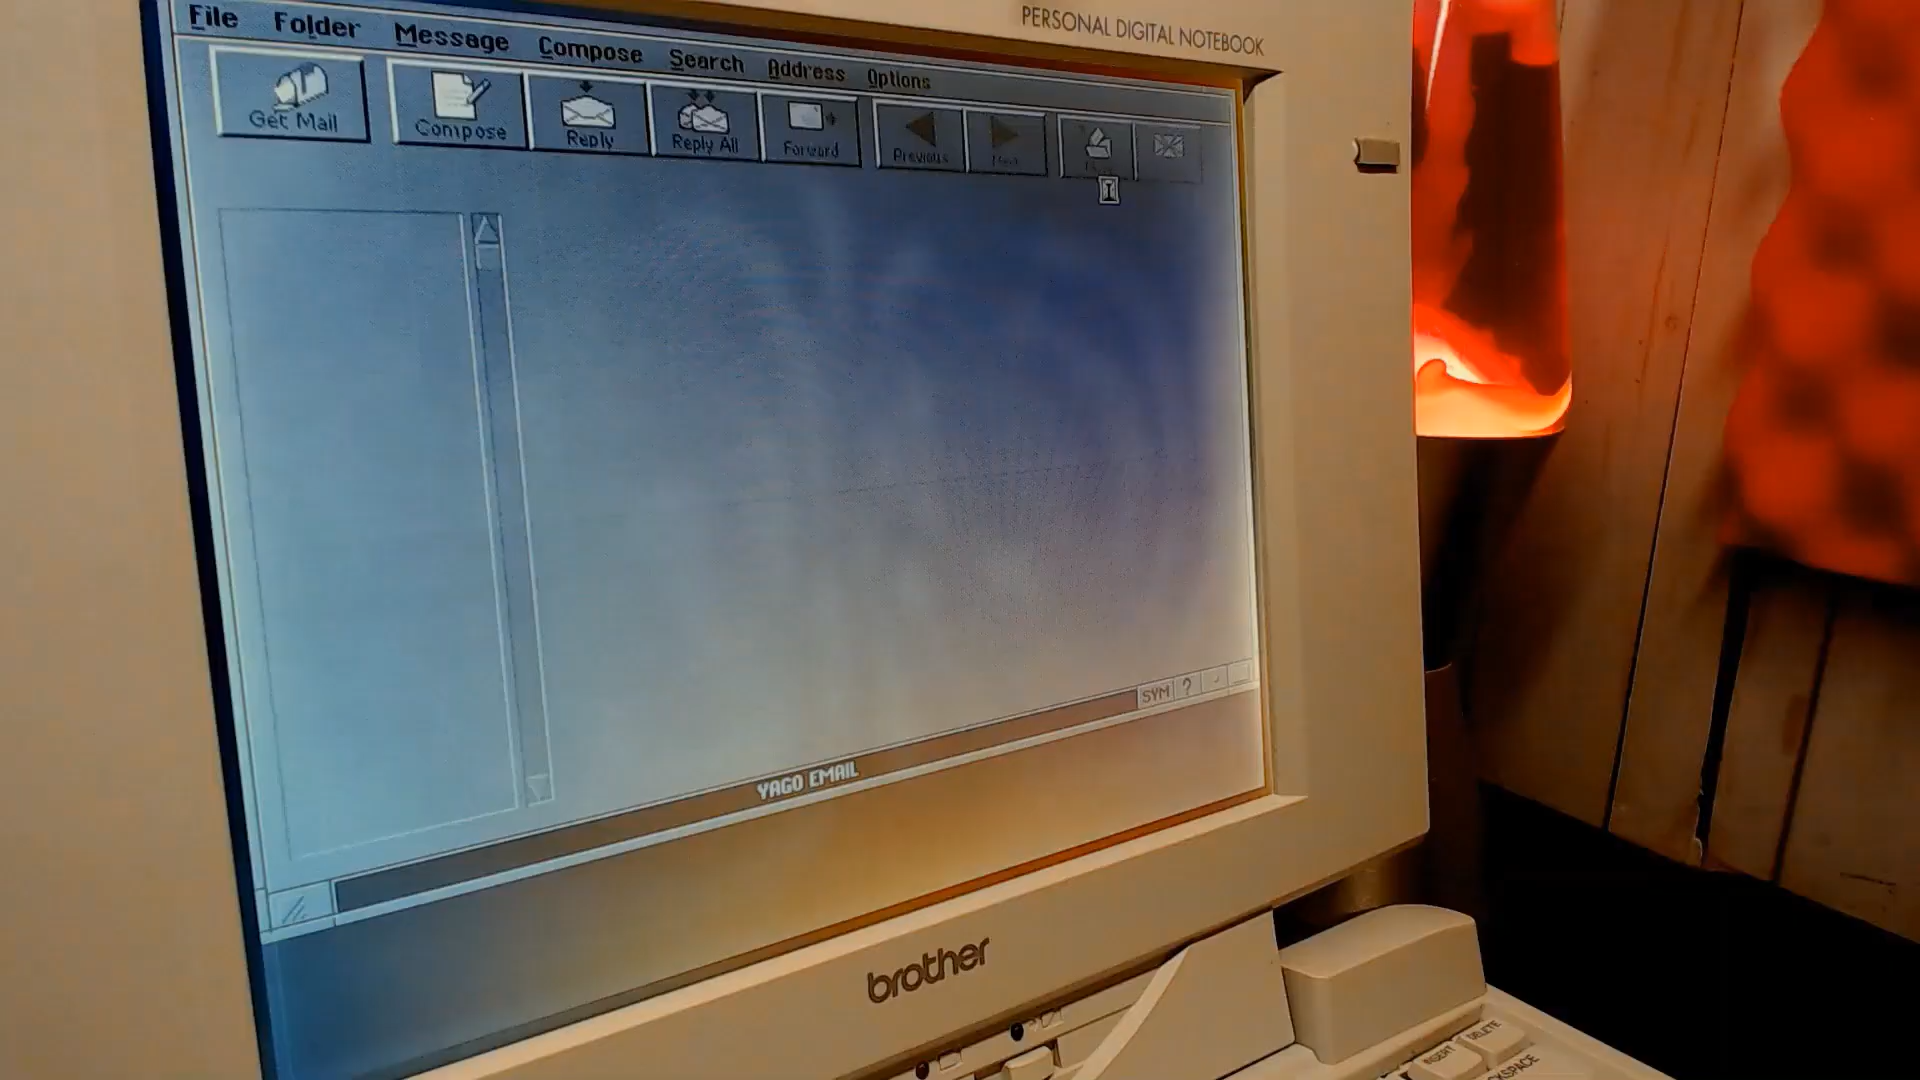 PERSONAL DIGITAL NOTEBOOK
File Folder Message Compose Search Address Options
Get Mail Compose Reply Reply All Forward Previous
SYM ?
YAGO EMAIL
brother
INSERT DELETE